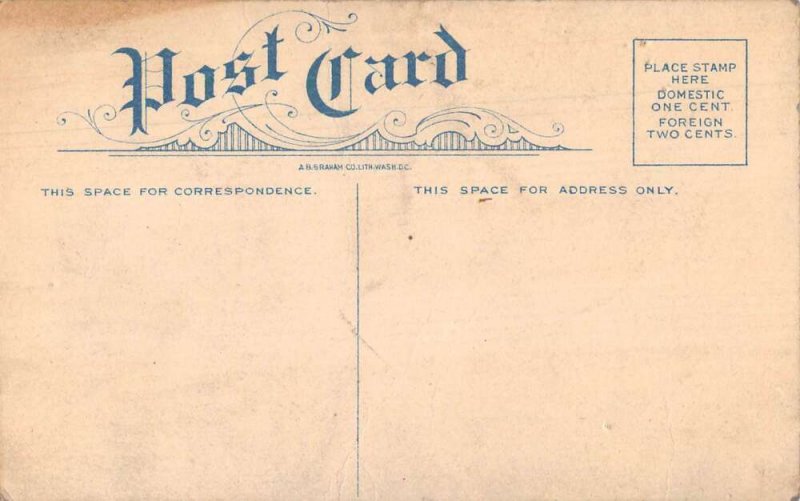 Post Card
PLACE STAMP
HERE
DOMESTIC
ONE CENT.
FOREIGN
TWO CENTS.
A.B. GRAHAM CO. LITH. WASH. D.C.
THIS SPACE FOR CORRESPONDENCE.
THIS SPACE FOR ADDRESS ONLY.